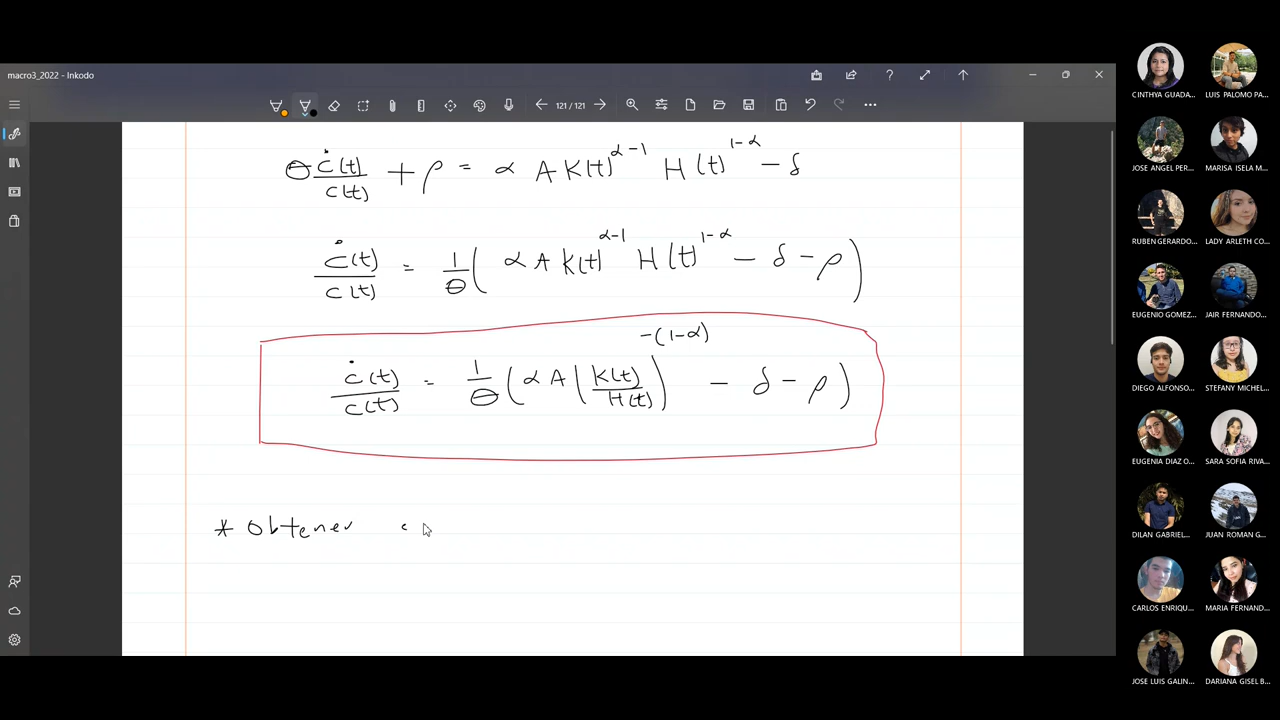 macro3_2022 - Inkodo
121 / 121
θ ċ(t)/c(t) + ρ = α A K(t)^(α-1) H(t)^(1-α) - δ
ċ(t)/c(t) = 1/θ ( α A K(t)^(α-1) H(t)^(1-α) - δ - ρ )
ċ(t)/c(t) = 1/θ ( α A ( K(t)/H(t) )^(-(1-α)) - δ - ρ )
* Obtener
CINTHYA GUADA...
LUIS PALOMO PA...
JOSE ANGEL PER...
MARISA ISELA M...
RUBEN GERARDO...
LADY ARLETH CO...
EUGENIO GOMEZ...
JAIR FERNANDO...
DIEGO ALFONSO...
STEFANY MICHEL...
EUGENIA DIAZ O...
SARA SOFIA RIVA...
DILAN GABRIEL...
JUAN ROMAN G...
CARLOS ENRIQU...
MARIA FERNAND...
JOSE LUIS GALIN...
DARIANA GISEL B...